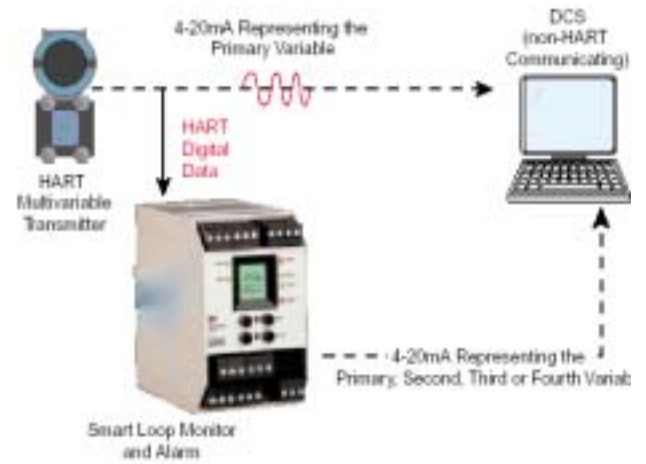 4-20mA Representing the
Primary Variable
DCS
(non-HART
Communicating)
HART
Digital
Data
HART
Multivariable
Transmitter
4-20mA Representing the
Primary, Second, Third or Fourth Variab
Smart Loop Monitor
and Alarm